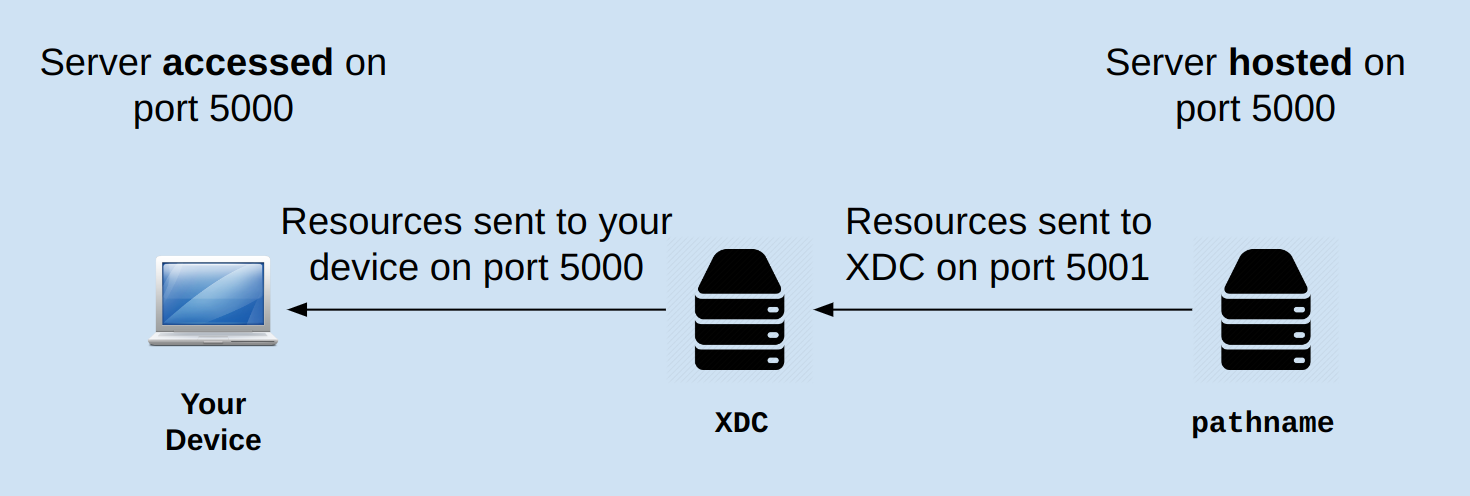 Server accessed on
port 5000
Server hosted on
port 5000
Resources sent to your
device on port 5000
Resources sent to
XDC on port 5001
Your
Device
XDC
pathname